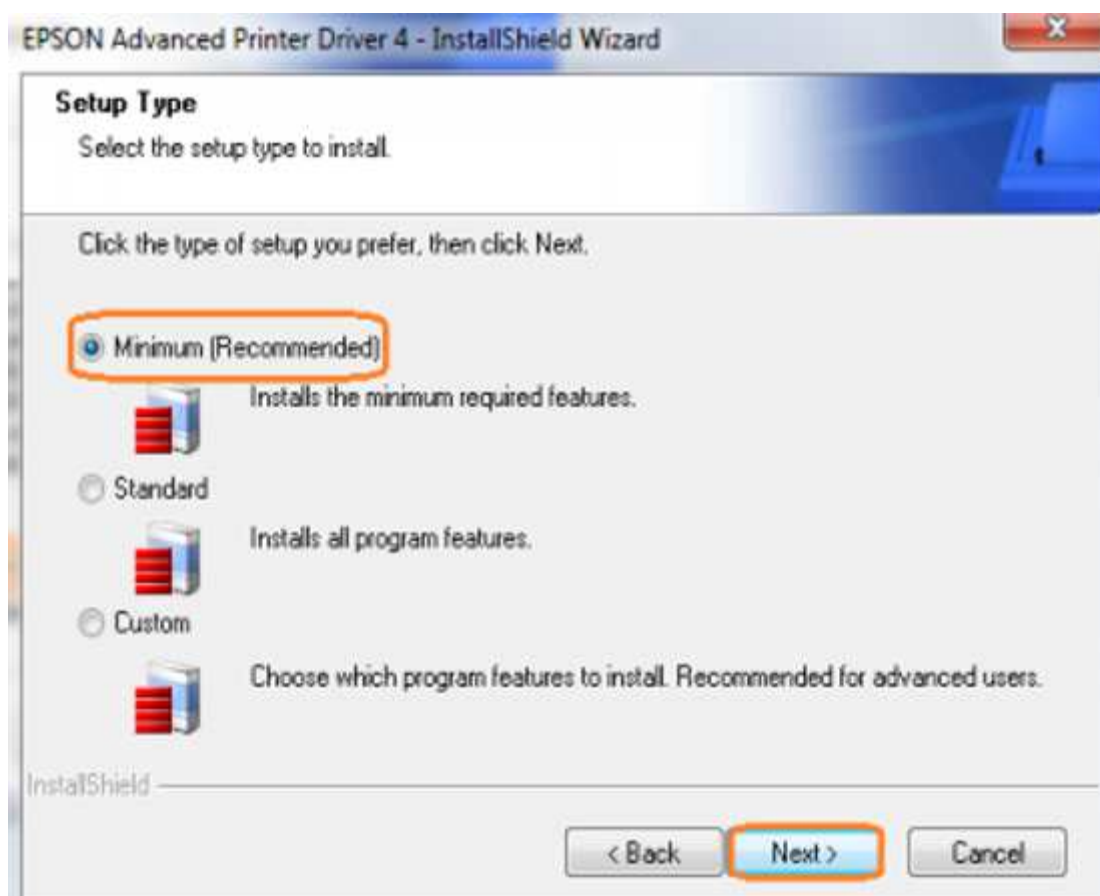 EPSON Advanced Printer Driver 4 - InstallShield Wizard
Setup Type
Select the setup type to install.
Click the type of setup you prefer, then click Next.
Minimum (Recommended)
Installs the minimum required features.
Standard
Installs all program features.
Custom
Choose which program features to install. Recommended for advanced users.
InstallShield
< Back Next > Cancel